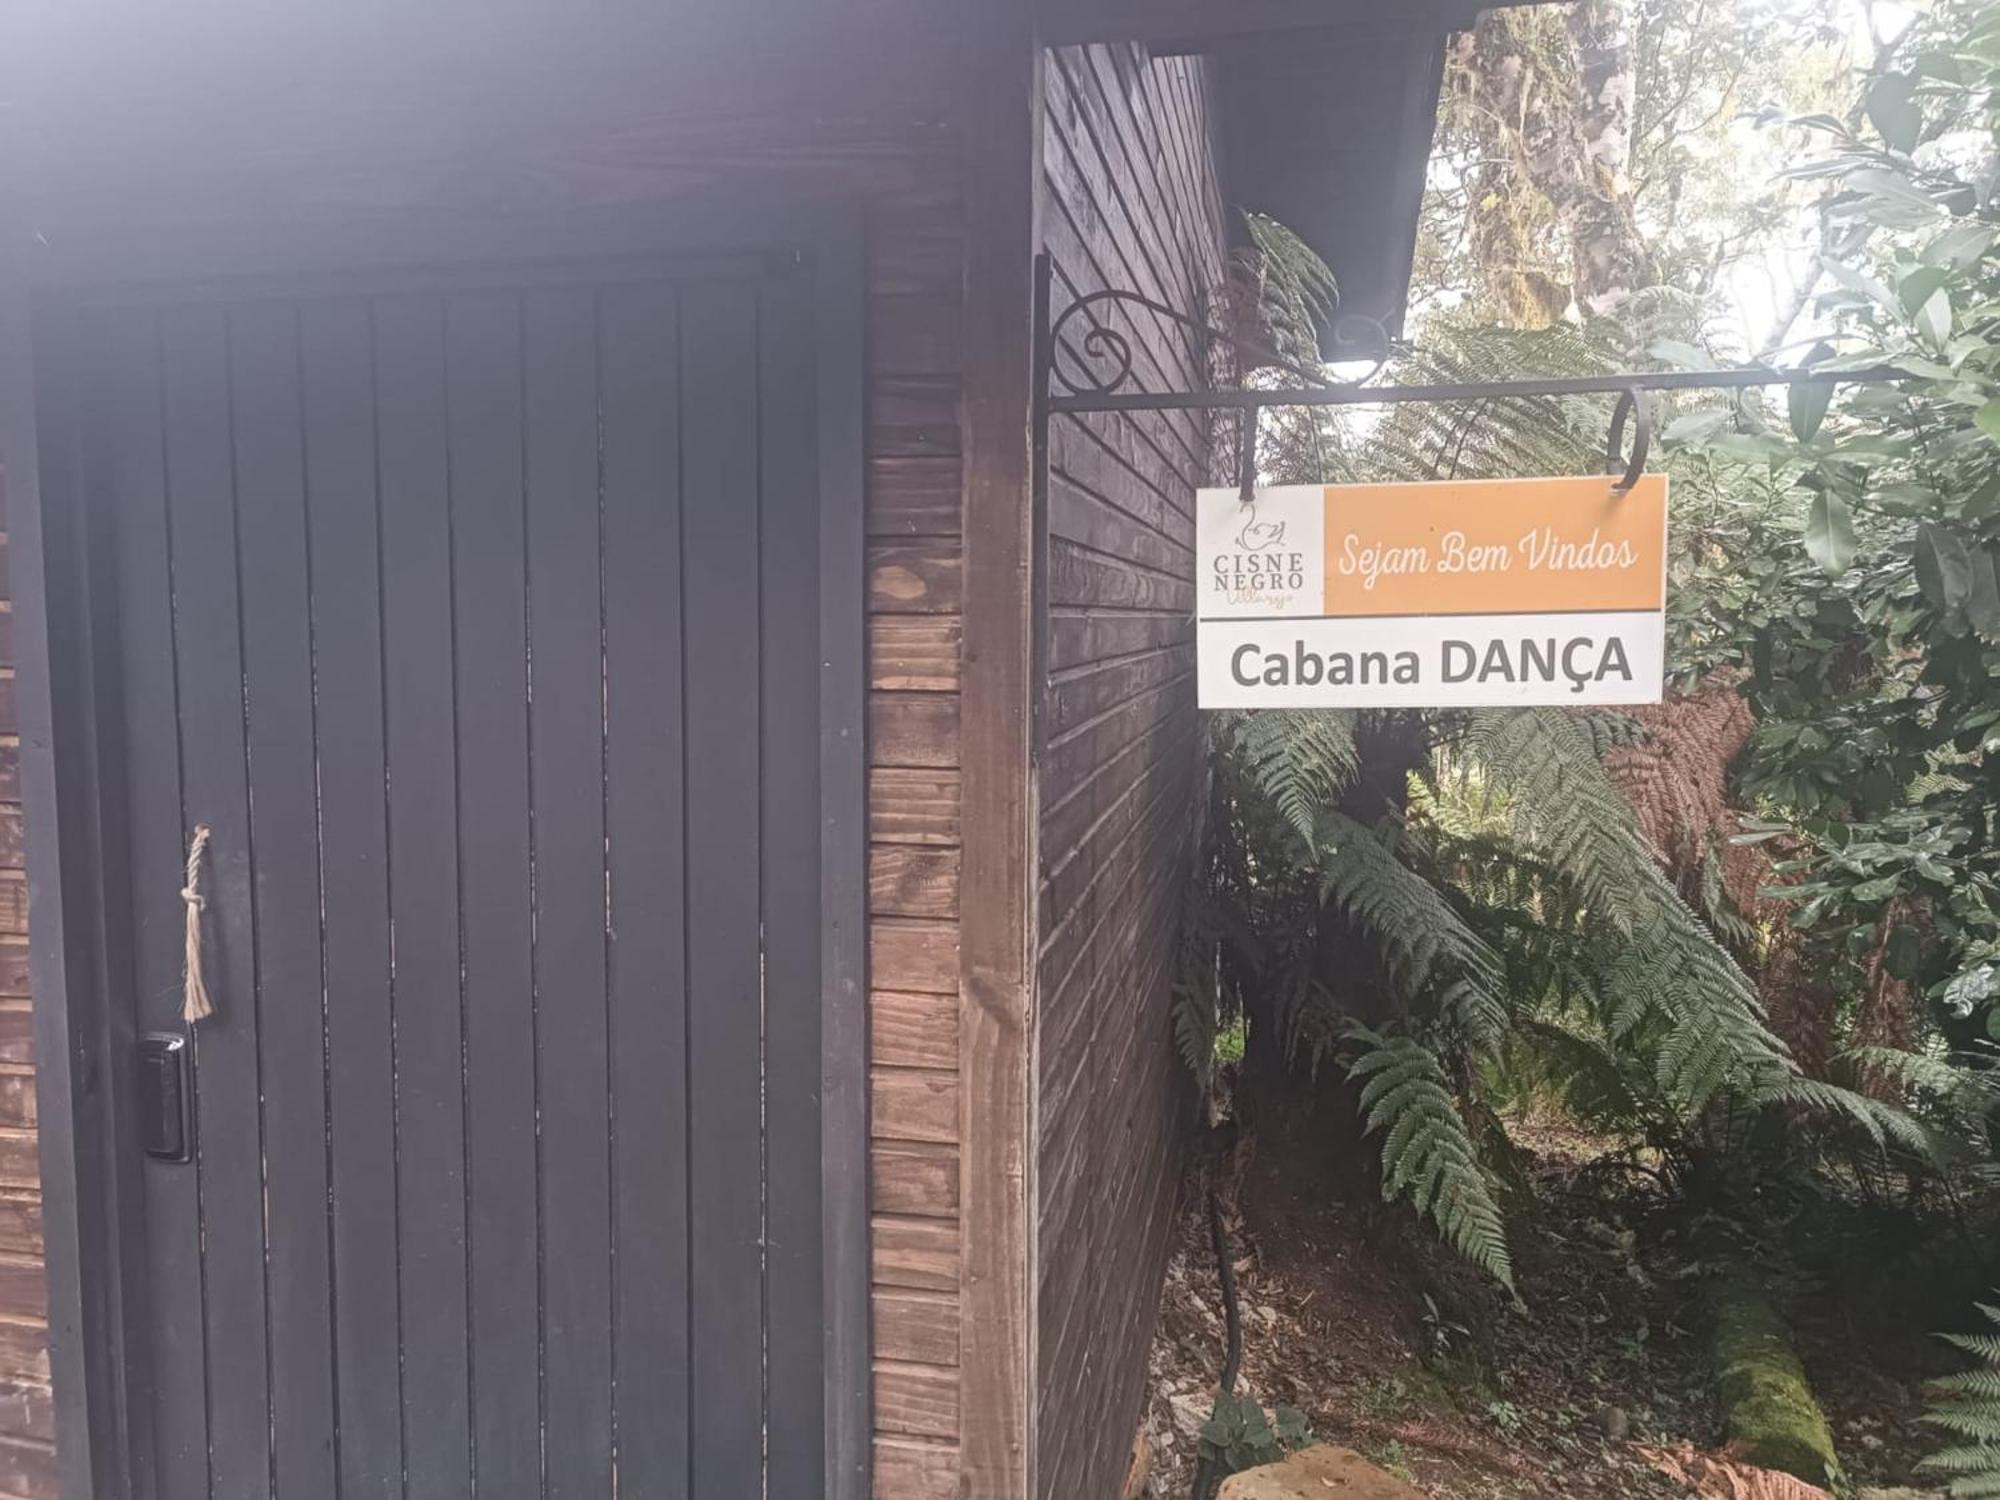 CISNE
NEGRO
Sejam Bem Vindos
Cabana DANÇA